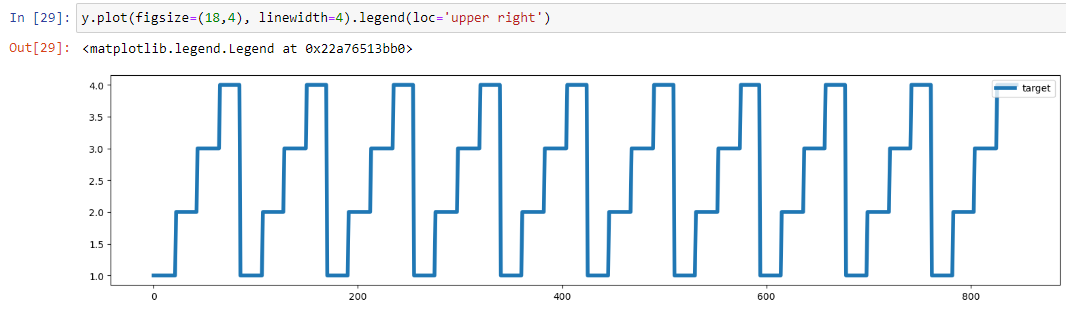 In [29]: y.plot(figsize=(18,4), linewidth=4).legend(loc='upper right')
Out[29]: <matplotlib.legend.Legend at 0x22a76513bb0>
4.0
target
3.5
3.0
2.5
2.0
1.5
1.0
0 200 400 600 800